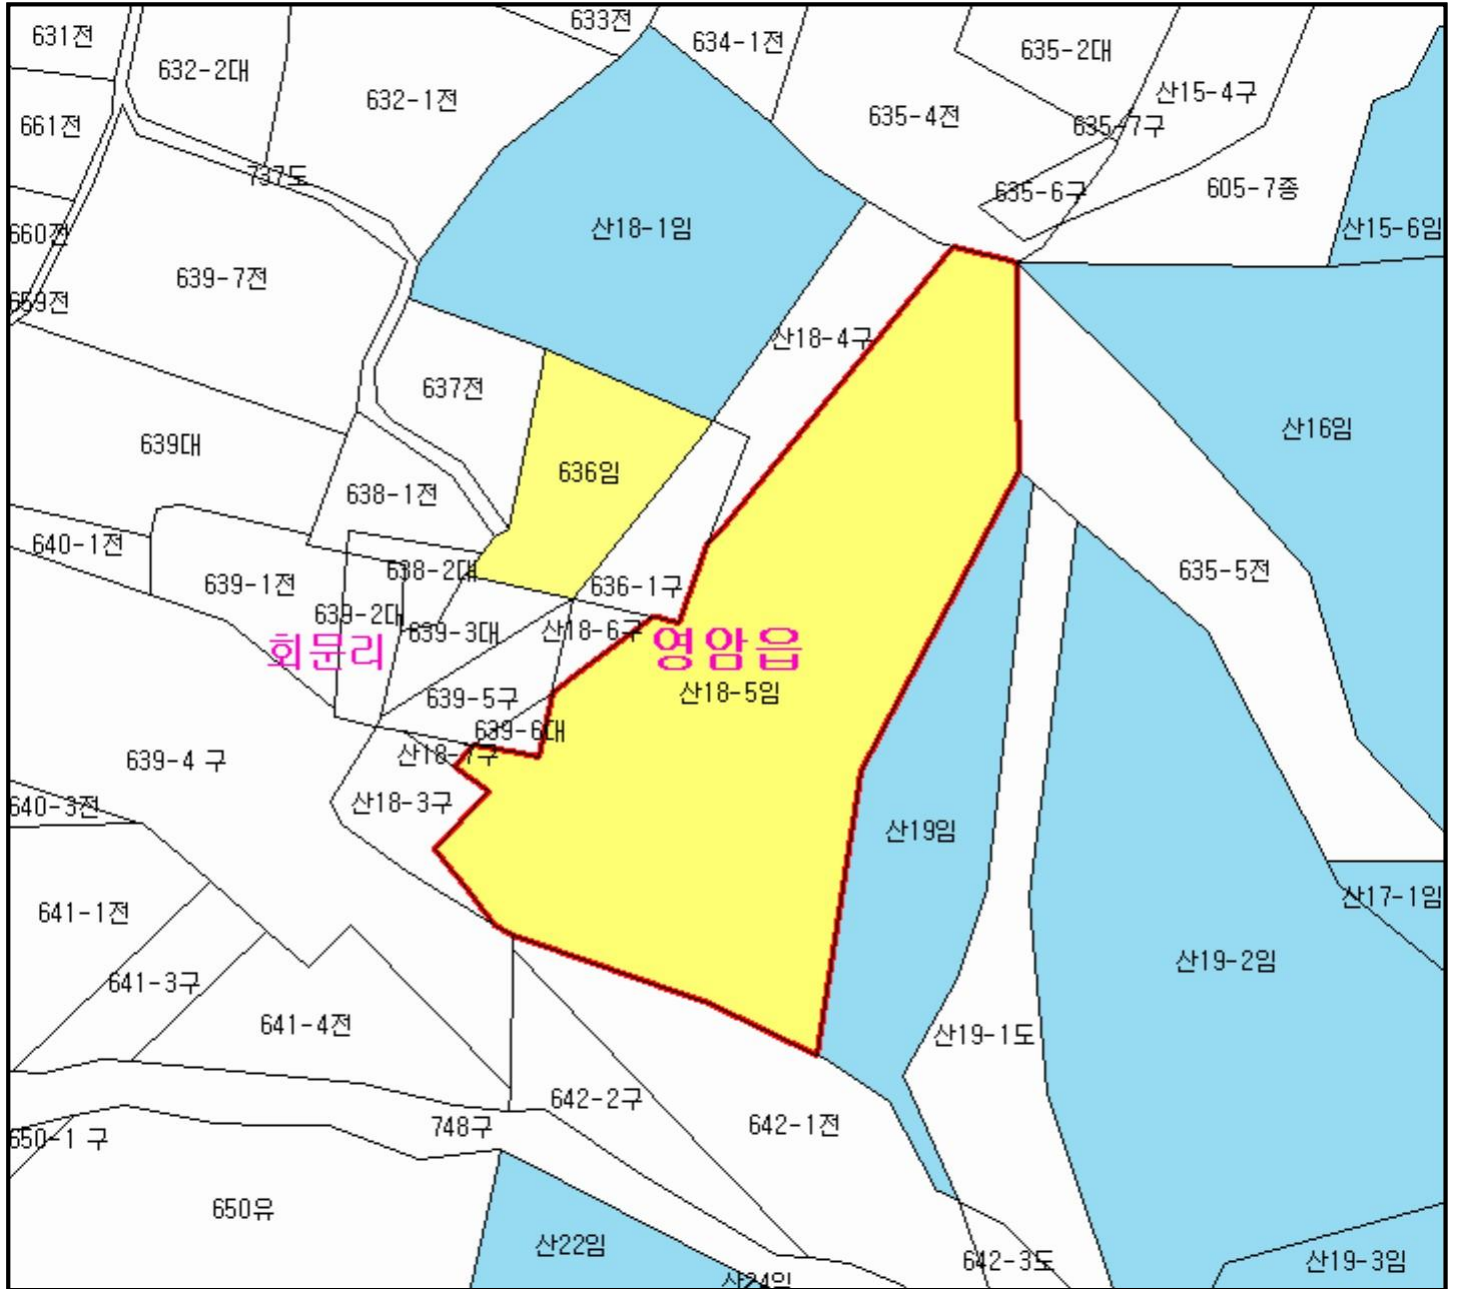 633전
631전
634-1전
635-2대
632-2대
산15-4구
632-1전
635-4전
661전
635-7구
737도
605-7종
635-6구
660전
산18-1임
산15-6임
639-7전
659전
산18-4구
637전
산16임
639대
636임
638-1전
640-1전
638-2대
635-5전
639-1전
636-1구
639-2대
639-3대
산18-6구
회문리
영암읍
산18-5임
639-5구
639-6대
산18-7구
639-4 구
산18-3구
640-3전
산19임
641-1전
산17-1임
산19-2임
641-3구
641-4전
산19-1도
642-2구
748구
642-1전
650-1 구
650유
산22임
642-3도
산19-3임
산24임